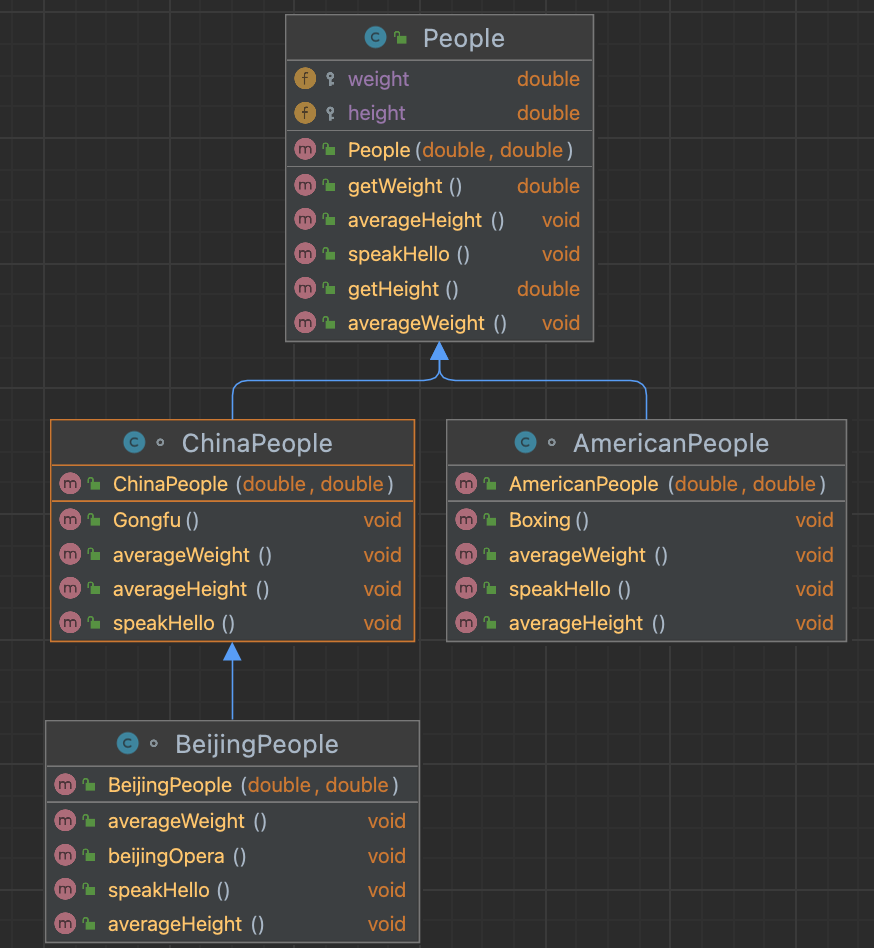 People
weight double
height double
People (double, double)
getWeight () double
averageHeight () void
speakHello () void
getHeight () double
averageWeight () void
ChinaPeople
ChinaPeople (double, double)
Gongfu () void
averageWeight () void
averageHeight () void
speakHello () void
AmericanPeople
AmericanPeople (double, double)
Boxing () void
averageWeight () void
speakHello () void
averageHeight () void
BeijingPeople
BeijingPeople (double, double)
averageWeight () void
beijingOpera () void
speakHello () void
averageHeight () void